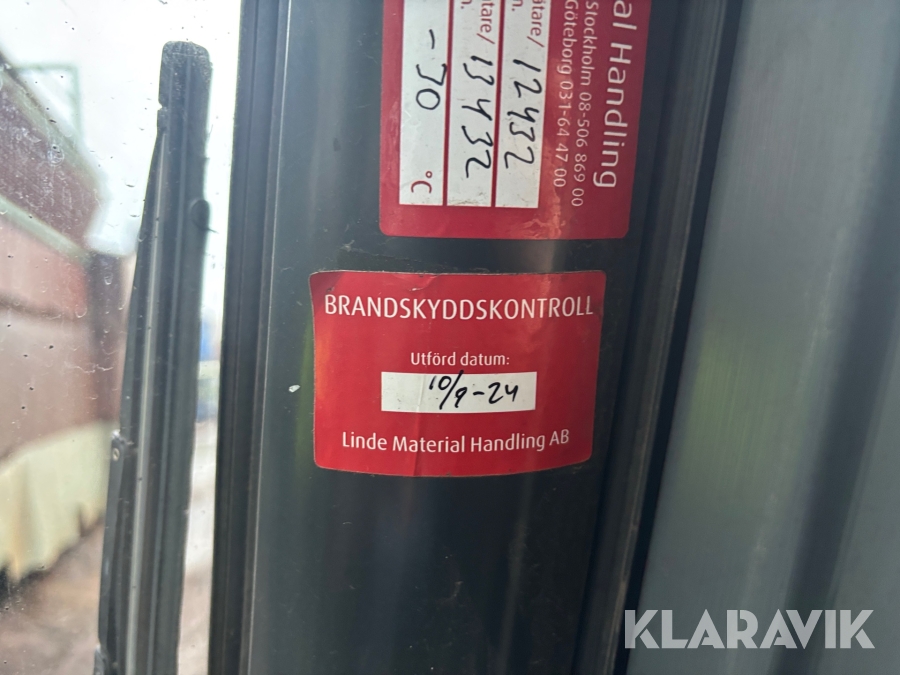 al Handling
Stockholm 08-506 869 00
Göteborg 031-64 47 00
ätare/ 12432
n.
tare/ 13432
n.
-30 °C
BRANDSKYDDSKONTROLL
Utförd datum:
10/9-24
Linde Material Handling AB
KLARAVIK